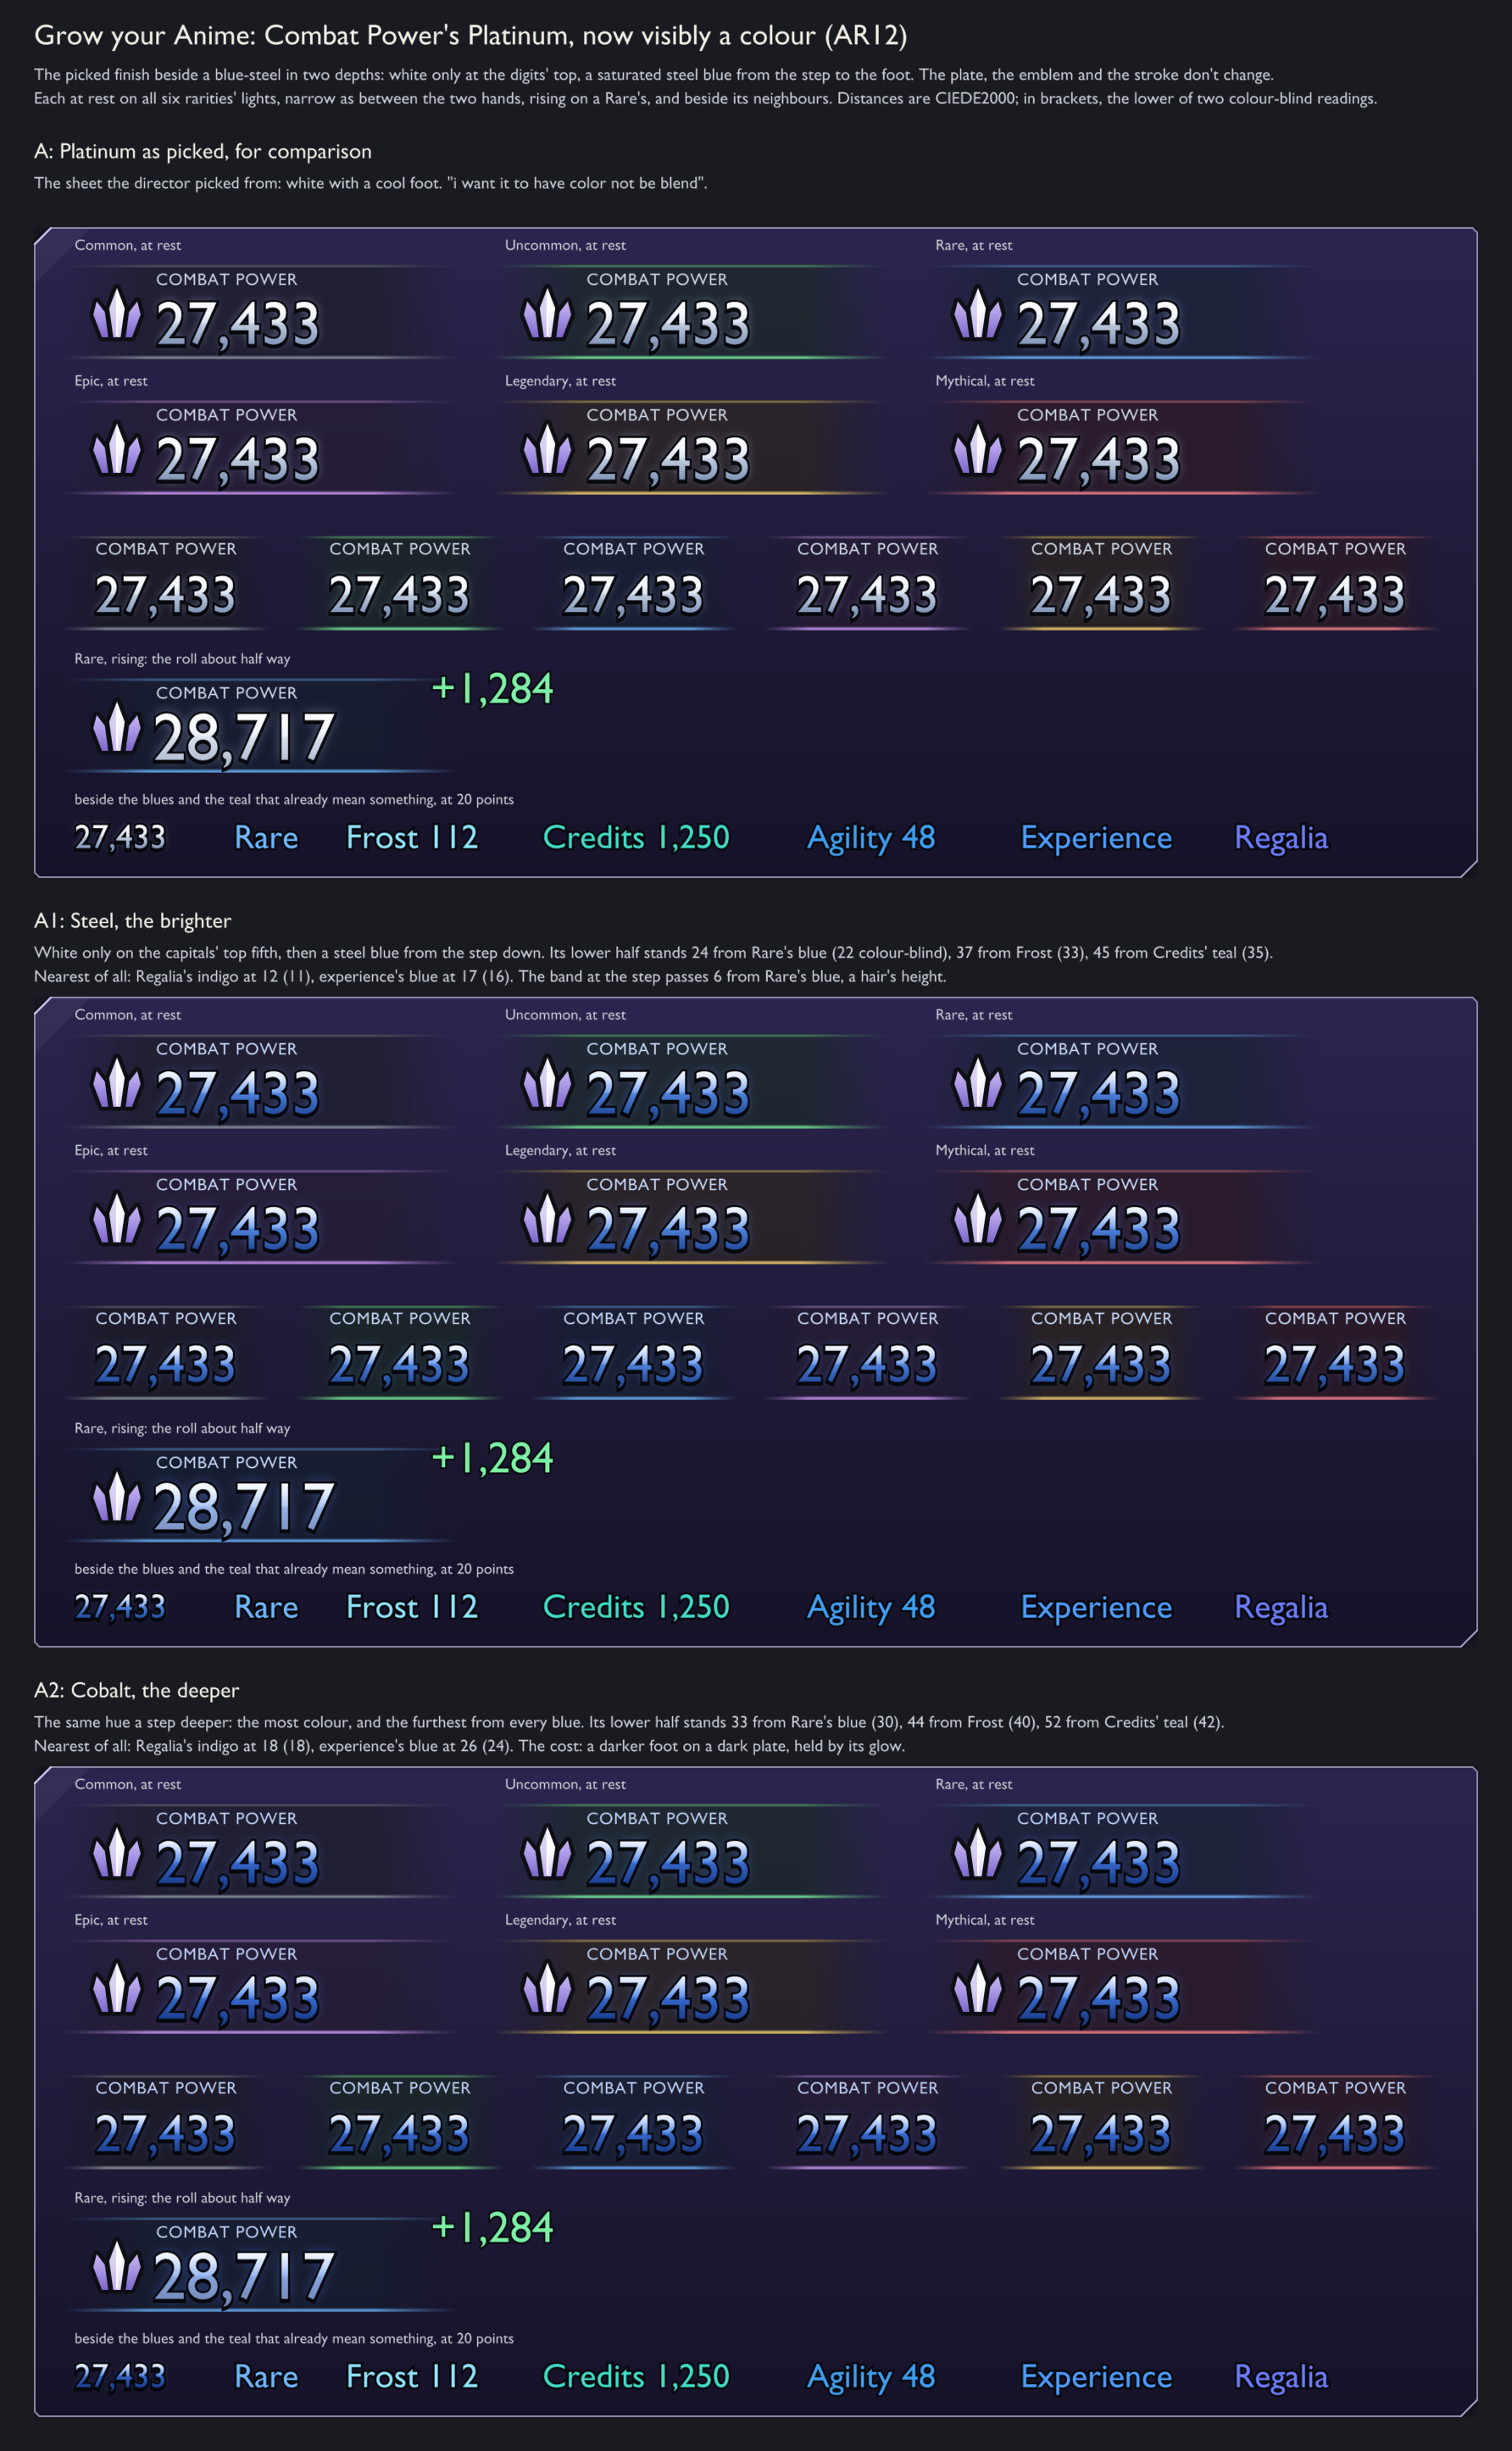 Grow your Anime: Combat Power's Platinum, now visibly a colour (AR12)
The picked finish beside a blue-steel in two depths: white only at the digits' top, a saturated steel blue from the step to the foot. The plate, the emblem and the stroke don't change.
Each at rest on all six rarities' lights, narrow as between the two hands, rising on a Rare's, and beside its neighbours. Distances are CIEDE2000; in brackets, the lower of two colour-blind readings.
A: Platinum as picked, for comparison
The sheet the director picked from: white with a cool foot. "i want it to have color not be blend".
Common, at rest Uncommon, at rest Rare, at rest
COMBAT POWER COMBAT POWER COMBAT POWER
27,433 27,433 27,433
Epic, at rest Legendary, at rest Mythical, at rest
COMBAT POWER COMBAT POWER COMBAT POWER
27,433 27,433 27,433
COMBAT POWER COMBAT POWER COMBAT POWER COMBAT POWER COMBAT POWER COMBAT POWER
27,433 27,433 27,433 27,433 27,433 27,433
Rare, rising: the roll about half way
COMBAT POWER +1,284
28,717
beside the blues and the teal that already mean something, at 20 points
27,433 Rare Frost 112 Credits 1,250 Agility 48 Experience Regalia
A1: Steel, the brighter
White only on the capitals' top fifth, then a steel blue from the step down. Its lower half stands 24 from Rare's blue (22 colour-blind), 37 from Frost (33), 45 from Credits' teal (35).
Nearest of all: Regalia's indigo at 12 (11), experience's blue at 17 (16). The band at the step passes 6 from Rare's blue, a hair's height.
Common, at rest Uncommon, at rest Rare, at rest
COMBAT POWER COMBAT POWER COMBAT POWER
27,433 27,433 27,433
Epic, at rest Legendary, at rest Mythical, at rest
COMBAT POWER COMBAT POWER COMBAT POWER
27,433 27,433 27,433
COMBAT POWER COMBAT POWER COMBAT POWER COMBAT POWER COMBAT POWER COMBAT POWER
27,433 27,433 27,433 27,433 27,433 27,433
Rare, rising: the roll about half way
COMBAT POWER +1,284
28,717
beside the blues and the teal that already mean something, at 20 points
27,433 Rare Frost 112 Credits 1,250 Agility 48 Experience Regalia
A2: Cobalt, the deeper
The same hue a step deeper: the most colour, and the furthest from every blue. Its lower half stands 33 from Rare's blue (30), 44 from Frost (40), 52 from Credits' teal (42).
Nearest of all: Regalia's indigo at 18 (18), experience's blue at 26 (24). The cost: a darker foot on a dark plate, held by its glow.
Common, at rest Uncommon, at rest Rare, at rest
COMBAT POWER COMBAT POWER COMBAT POWER
27,433 27,433 27,433
Epic, at rest Legendary, at rest Mythical, at rest
COMBAT POWER COMBAT POWER COMBAT POWER
27,433 27,433 27,433
COMBAT POWER COMBAT POWER COMBAT POWER COMBAT POWER COMBAT POWER COMBAT POWER
27,433 27,433 27,433 27,433 27,433 27,433
Rare, rising: the roll about half way
COMBAT POWER +1,284
28,717
beside the blues and the teal that already mean something, at 20 points
27,433 Rare Frost 112 Credits 1,250 Agility 48 Experience Regalia